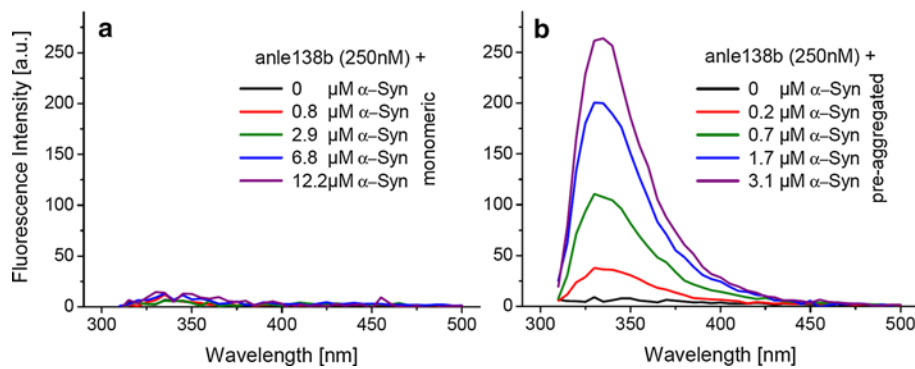 a
Fluorescence Intensity [a.u.]
250
200
150
100
50
0
300
350
400
450
500
Wavelength [nm]
anle138b (250nM) +
0 μM α–Syn
0.8 μM α–Syn
2.9 μM α–Syn
6.8 μM α–Syn
12.2μM α–Syn
monomeric
b
250
200
150
100
50
0
300
350
400
450
500
Wavelength [nm]
anle138b (250nM) +
0 μM α–Syn
0.2 μM α–Syn
0.7 μM α–Syn
1.7 μM α–Syn
3.1 μM α–Syn
pre-aggregated